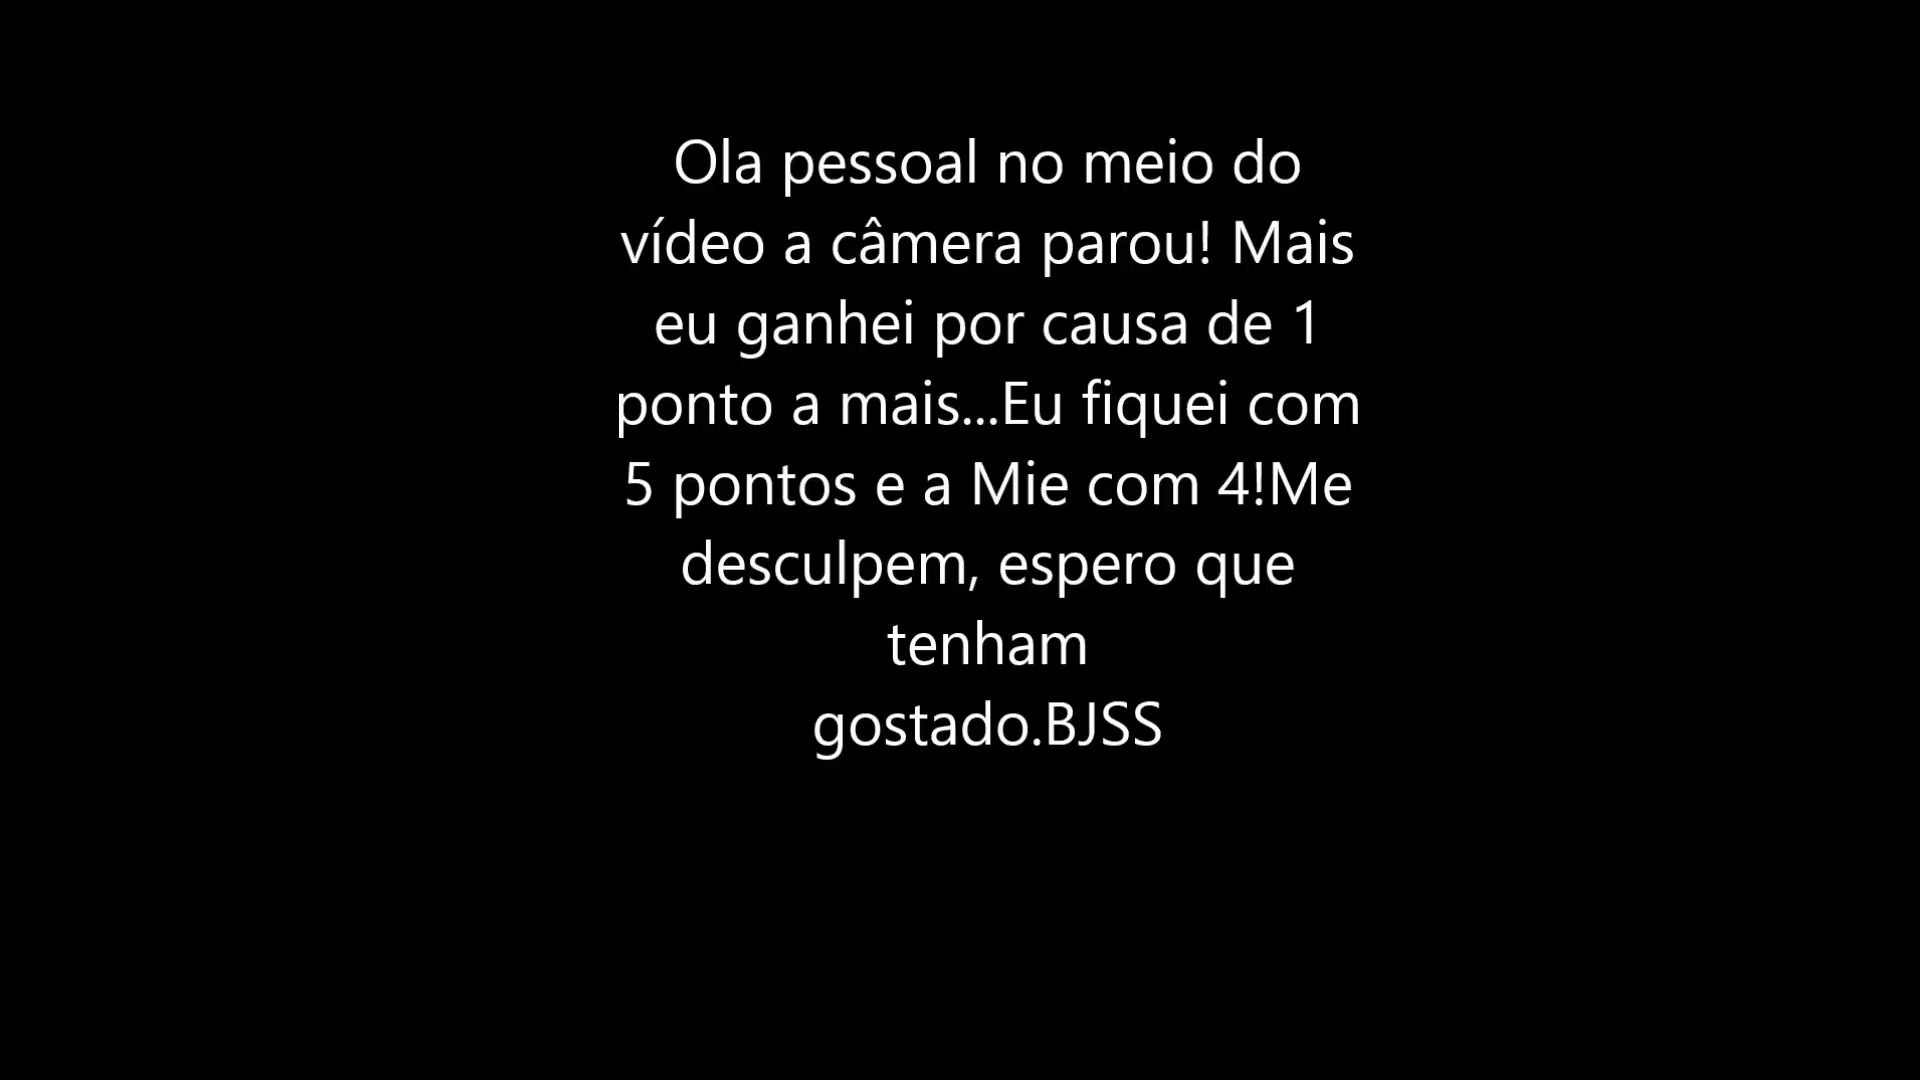 Ola pessoal no meio do
vídeo a câmera parou! Mais
eu ganhei por causa de 1
ponto a mais...Eu fiquei com
5 pontos e a Mie com 4!Me
desculpem, espero que
tenham
gostado.BJSS